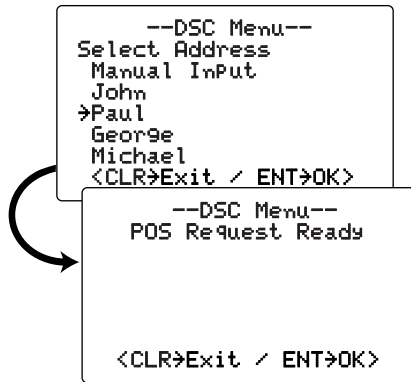 --DSC Menu--
Select Address
Manual InPut
John
→Paul
George
Michael
<CLR→Exit / ENT→OK>
--DSC Menu--
POS Request Ready
<CLR→Exit / ENT→OK>